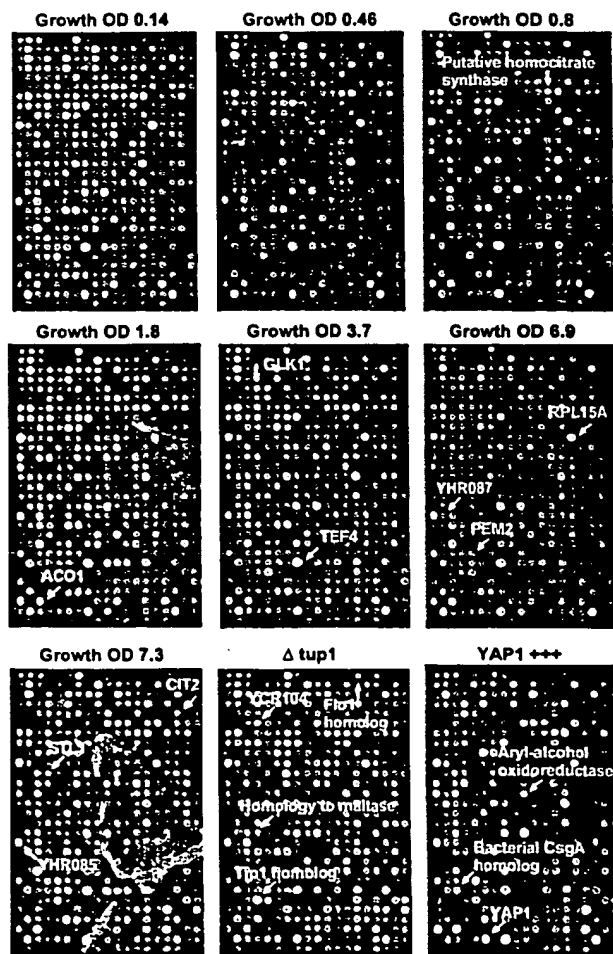 Growth OD 0.14
Growth OD 0.46
Growth OD 0.8
Putative homocitrate
synthase
Growth OD 1.8
Growth OD 3.7
Growth OD 6.9
GLK1
RPL15A
YHR087
PEM2
TEF4
ACO1
Growth OD 7.3
Δ tup1
YAP1 +++
CIT2
YCR104
Flo1
homolog
Aryl-alcohol
oxidoreductase
Homology to maltase
Bacterial CsgA
homolog
YHR085
homolog
YAP1